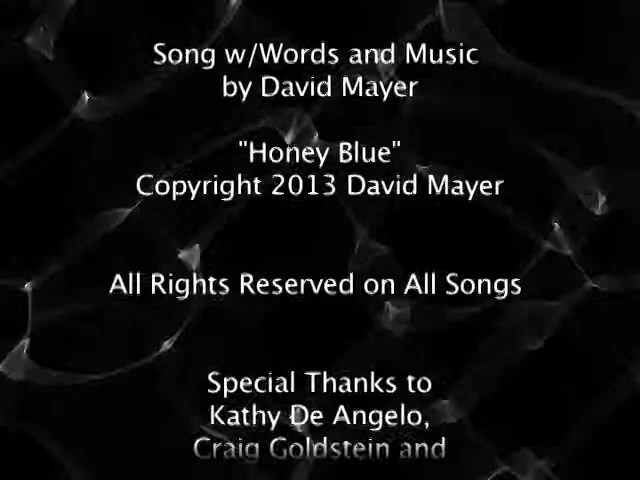 Song w/Words and Music
by David Mayer
"Honey Blue"
Copyright 2013 David Mayer
All Rights Reserved on All Songs
Special Thanks to
Kathy De Angelo,
Craig Goldstein and